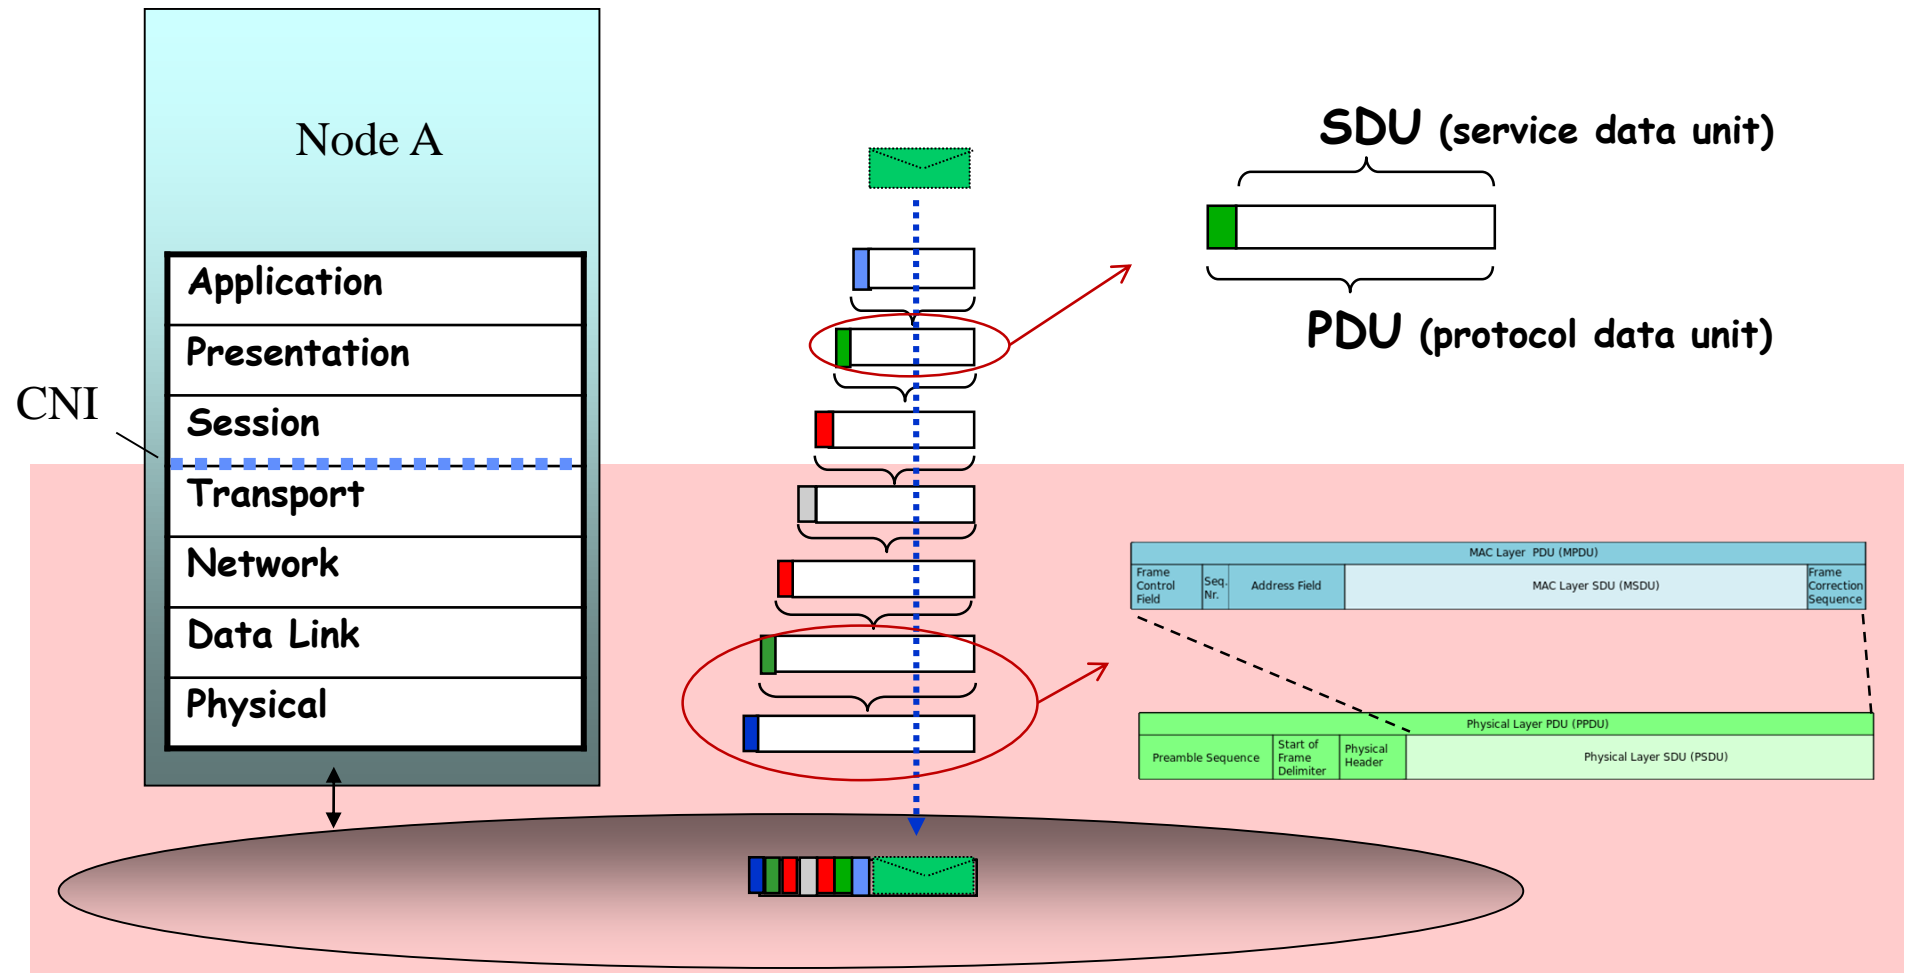 Node A
SDU (service data unit)
PDU (protocol data unit)
Application
Presentation
CNI
Session
Transport
Network
Data Link
Physical
MAC Layer PDU (MPDU)
Frame
Control
Field
Seq.
Nr.
Address Field
MAC Layer SDU (MSDU)
Frame
Correction
Sequence
Physical Layer PDU (PPDU)
Preamble Sequence
Start of
Frame
Delimiter
Physical
Header
Physical Layer SDU (PSDU)